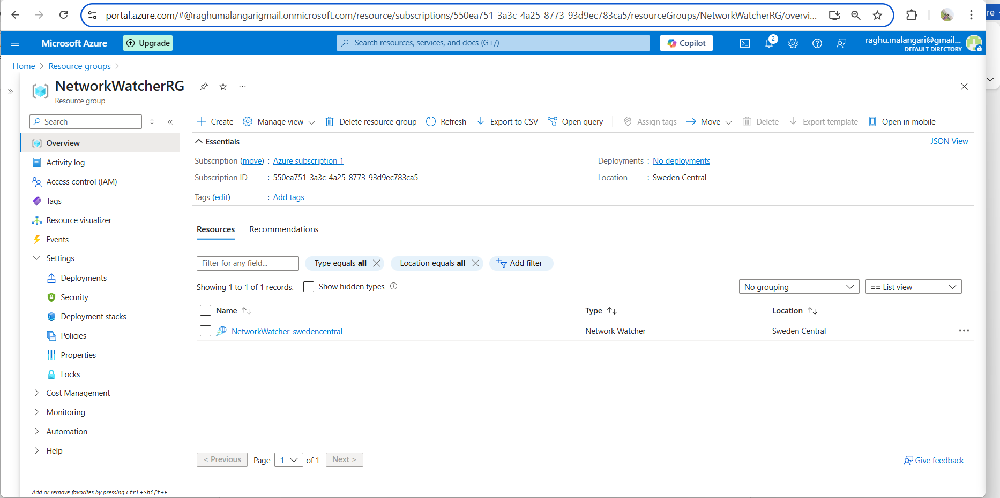 portal.azure.com/#@raghumalangarigmail.onmicrosoft.com/resource/subscriptions/550ea751-3a3c-4a25-8773-93d9ec783ca5/resourceGroups/NetworkWatcherRG/overvi...
re
Microsoft Azure
Upgrade
Search resources, services, and docs (G+/)
Copilot
2
raghu.malangari@gmail...
DEFAULT DIRECTORY
Home > Resource groups >
NetworkWatcherRG
Resource group
Search
Create
Manage view
Delete resource group
Refresh
Export to CSV
Open query
Assign tags
Move
Delete
Export template
Open in mobile
Overview
Activity log
Access control (IAM)
Tags
Resource visualizer
Events
Settings
Deployments
Security
Deployment stacks
Policies
Properties
Locks
Cost Management
Monitoring
Automation
Help
Add or remove favorites by pressing Ctrl+Shift+F
Essentials
JSON View
Subscription (move) : Azure subscription 1
Subscription ID : 550ea751-3a3c-4a25-8773-93d9ec783ca5
Tags (edit) : Add tags
Deployments : No deployments
Location : Sweden Central
Resources
Recommendations
Filter for any field...
Type equals all
Location equals all
Add filter
Showing 1 to 1 of 1 records.
Show hidden types
No grouping
List view
Name
Type
Location
NetworkWatcher_swedencentral
Network Watcher
Sweden Central
< Previous
Page 1 of 1
Next >
Give feedback